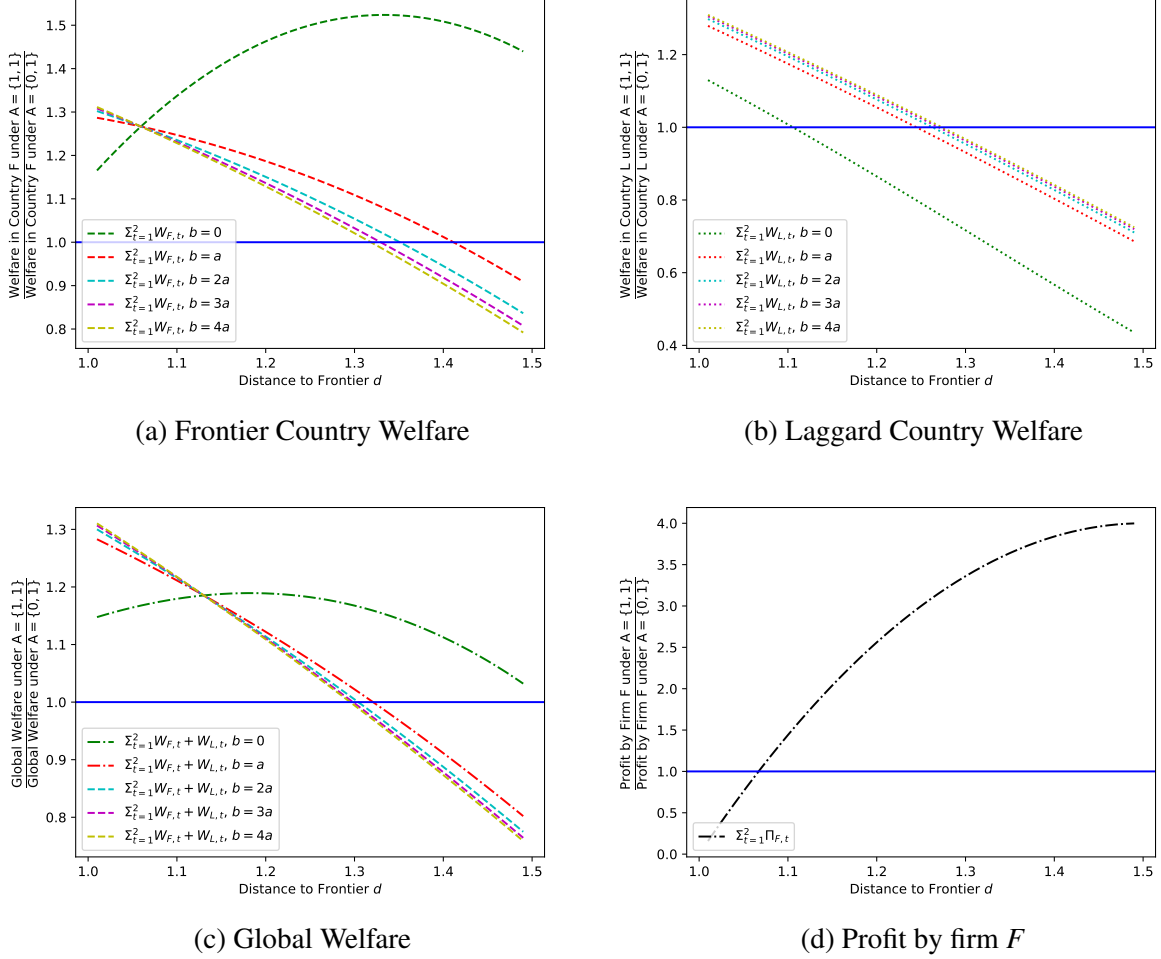 Welfare in Country F under A = {1, 1}
Welfare in Country F under A = {0, 1}
1.5
1.4
1.3
1.2
1.1
1.0
0.9
0.8
Σ²ₜ₌₁W_{F,t}, b = 0
Σ²ₜ₌₁W_{F,t}, b = a
Σ²ₜ₌₁W_{F,t}, b = 2a
Σ²ₜ₌₁W_{F,t}, b = 3a
Σ²ₜ₌₁W_{F,t}, b = 4a
1.0 1.1 1.2 1.3 1.4 1.5
Distance to Frontier d
(a) Frontier Country Welfare
Welfare in Country L under A = {1, 1}
Welfare in Country L under A = {0, 1}
1.2
1.0
0.8
0.6
0.4
Σ²ₜ₌₁W_{L,t}, b = 0
Σ²ₜ₌₁W_{L,t}, b = a
Σ²ₜ₌₁W_{L,t}, b = 2a
Σ²ₜ₌₁W_{L,t}, b = 3a
Σ²ₜ₌₁W_{L,t}, b = 4a
1.0 1.1 1.2 1.3 1.4 1.5
Distance to Frontier d
(b) Laggard Country Welfare
Global Welfare under A = {1, 1}
Global Welfare under A = {0, 1}
1.3
1.2
1.1
1.0
0.9
0.8
Σ²ₜ₌₁W_{F,t} + W_{L,t}, b = 0
Σ²ₜ₌₁W_{F,t} + W_{L,t}, b = a
Σ²ₜ₌₁W_{F,t} + W_{L,t}, b = 2a
Σ²ₜ₌₁W_{F,t} + W_{L,t}, b = 3a
Σ²ₜ₌₁W_{F,t} + W_{L,t}, b = 4a
1.0 1.1 1.2 1.3 1.4 1.5
Distance to Frontier d
(c) Global Welfare
Profit by Firm F under A = {1, 1}
Profit by Firm F under A = {0, 1}
4.0
3.5
3.0
2.5
2.0
1.5
1.0
0.5
0.0
Σ²ₜ₌₁Π_{F,t}
1.0 1.1 1.2 1.3 1.4 1.5
Distance to Frontier d
(d) Profit by firm F